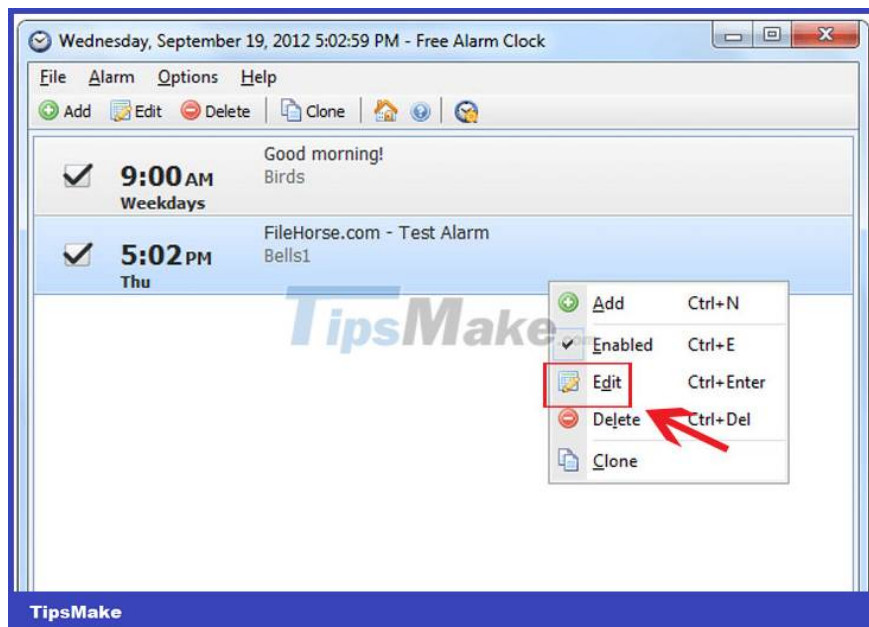 Wednesday, September 19, 2012 5:02:59 PM - Free Alarm Clock
File Alarm Options Help
Add Edit Delete Clone
Good morning!
9:00 AM Birds
Weekdays
FileHorse.com - Test Alarm
5:02 PM Bells1
Thu
TipsMake.com
Add Ctrl+N
Enabled Ctrl+E
Edit Ctrl+Enter
Delete Ctrl+Del
Clone
TipsMake